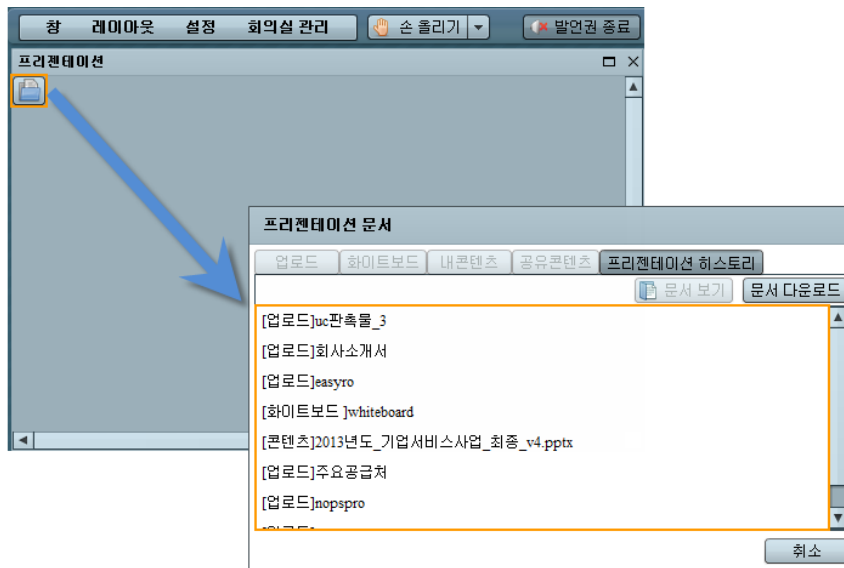 창 레이아웃 설정 회의실 관리 손 올리기 발언권 종료
프리젠테이션
프리젠테이션 문서
업로드 화이트보드 내콘텐츠 공유콘텐츠 프리젠테이션 히스토리
문서 보기 문서 다운로드
[업로드]uc판촉물_3
[업로드]회사소개서
[업로드]easyro
[화이트보드 ]whiteboard
[콘텐츠]2013년도_기업서비스사업_최종_v4.pptx
[업로드]주요공급처
[업로드]nopspro
취소